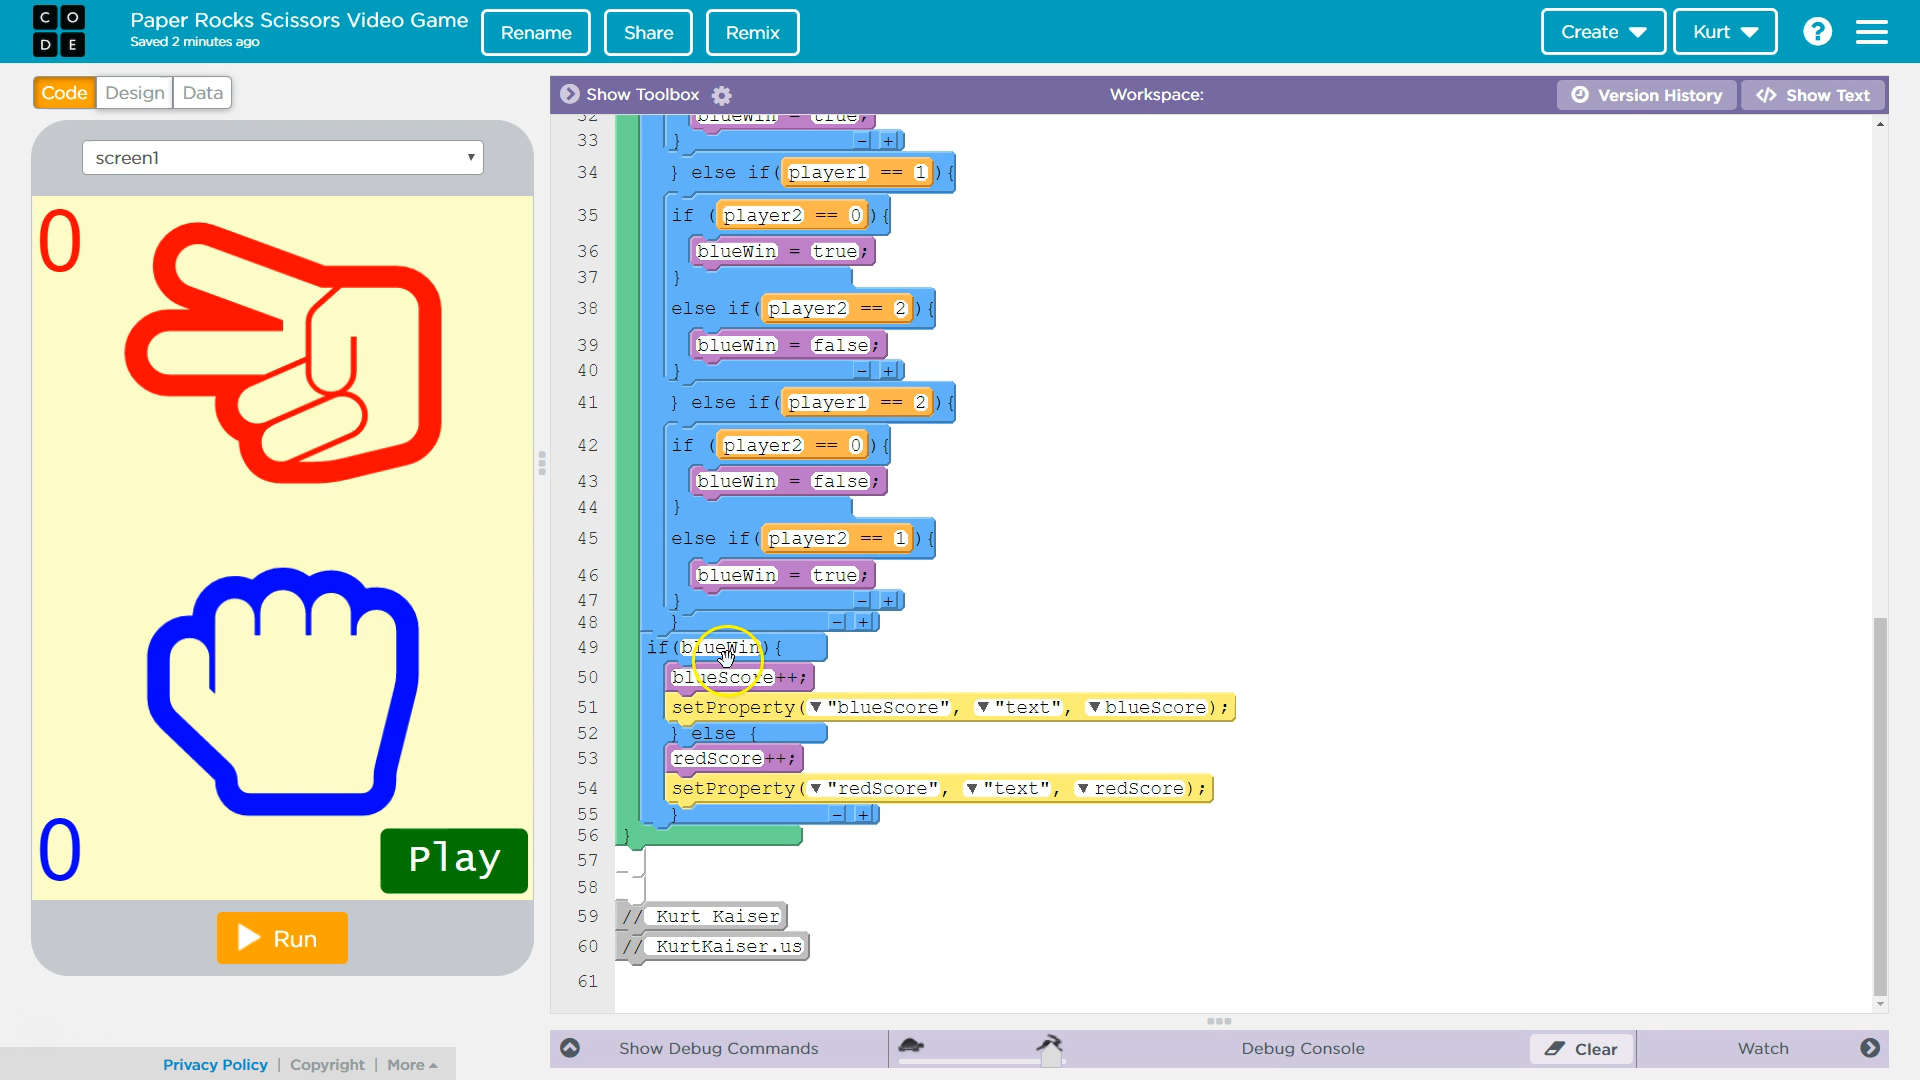 C O
D E
Paper Rocks Scissors Video Game
Saved 2 minutes ago
Rename
Share
Remix
Create
Kurt
?
Code
Design
Data
Show Toolbox
Workspace:
Version History
</> Show Text
screen1
0
0
Play
Run
32 blueWin = true;
33 } - +
34 } else if( player1 == 1 ){
35 if ( player2 == 0 ){
36 blueWin = true;
37 }
38 else if( player2 == 2 ){
39 blueWin = false;
40 } - +
41 } else if( player1 == 2 ){
42 if ( player2 == 0 ){
43 blueWin = false;
44 }
45 else if( player2 == 1 ){
46 blueWin = true;
47 } - +
48 } - +
49 if(blueWin){
50 blueScore++;
51 setProperty( "blueScore", "text", blueScore);
52 } else {
53 redScore++;
54 setProperty( "redScore", "text", redScore);
55 } - +
56 }
57
58
59 // Kurt Kaiser
60 // KurtKaiser.us
61
Show Debug Commands
Debug Console
Clear
Watch
Privacy Policy | Copyright | More